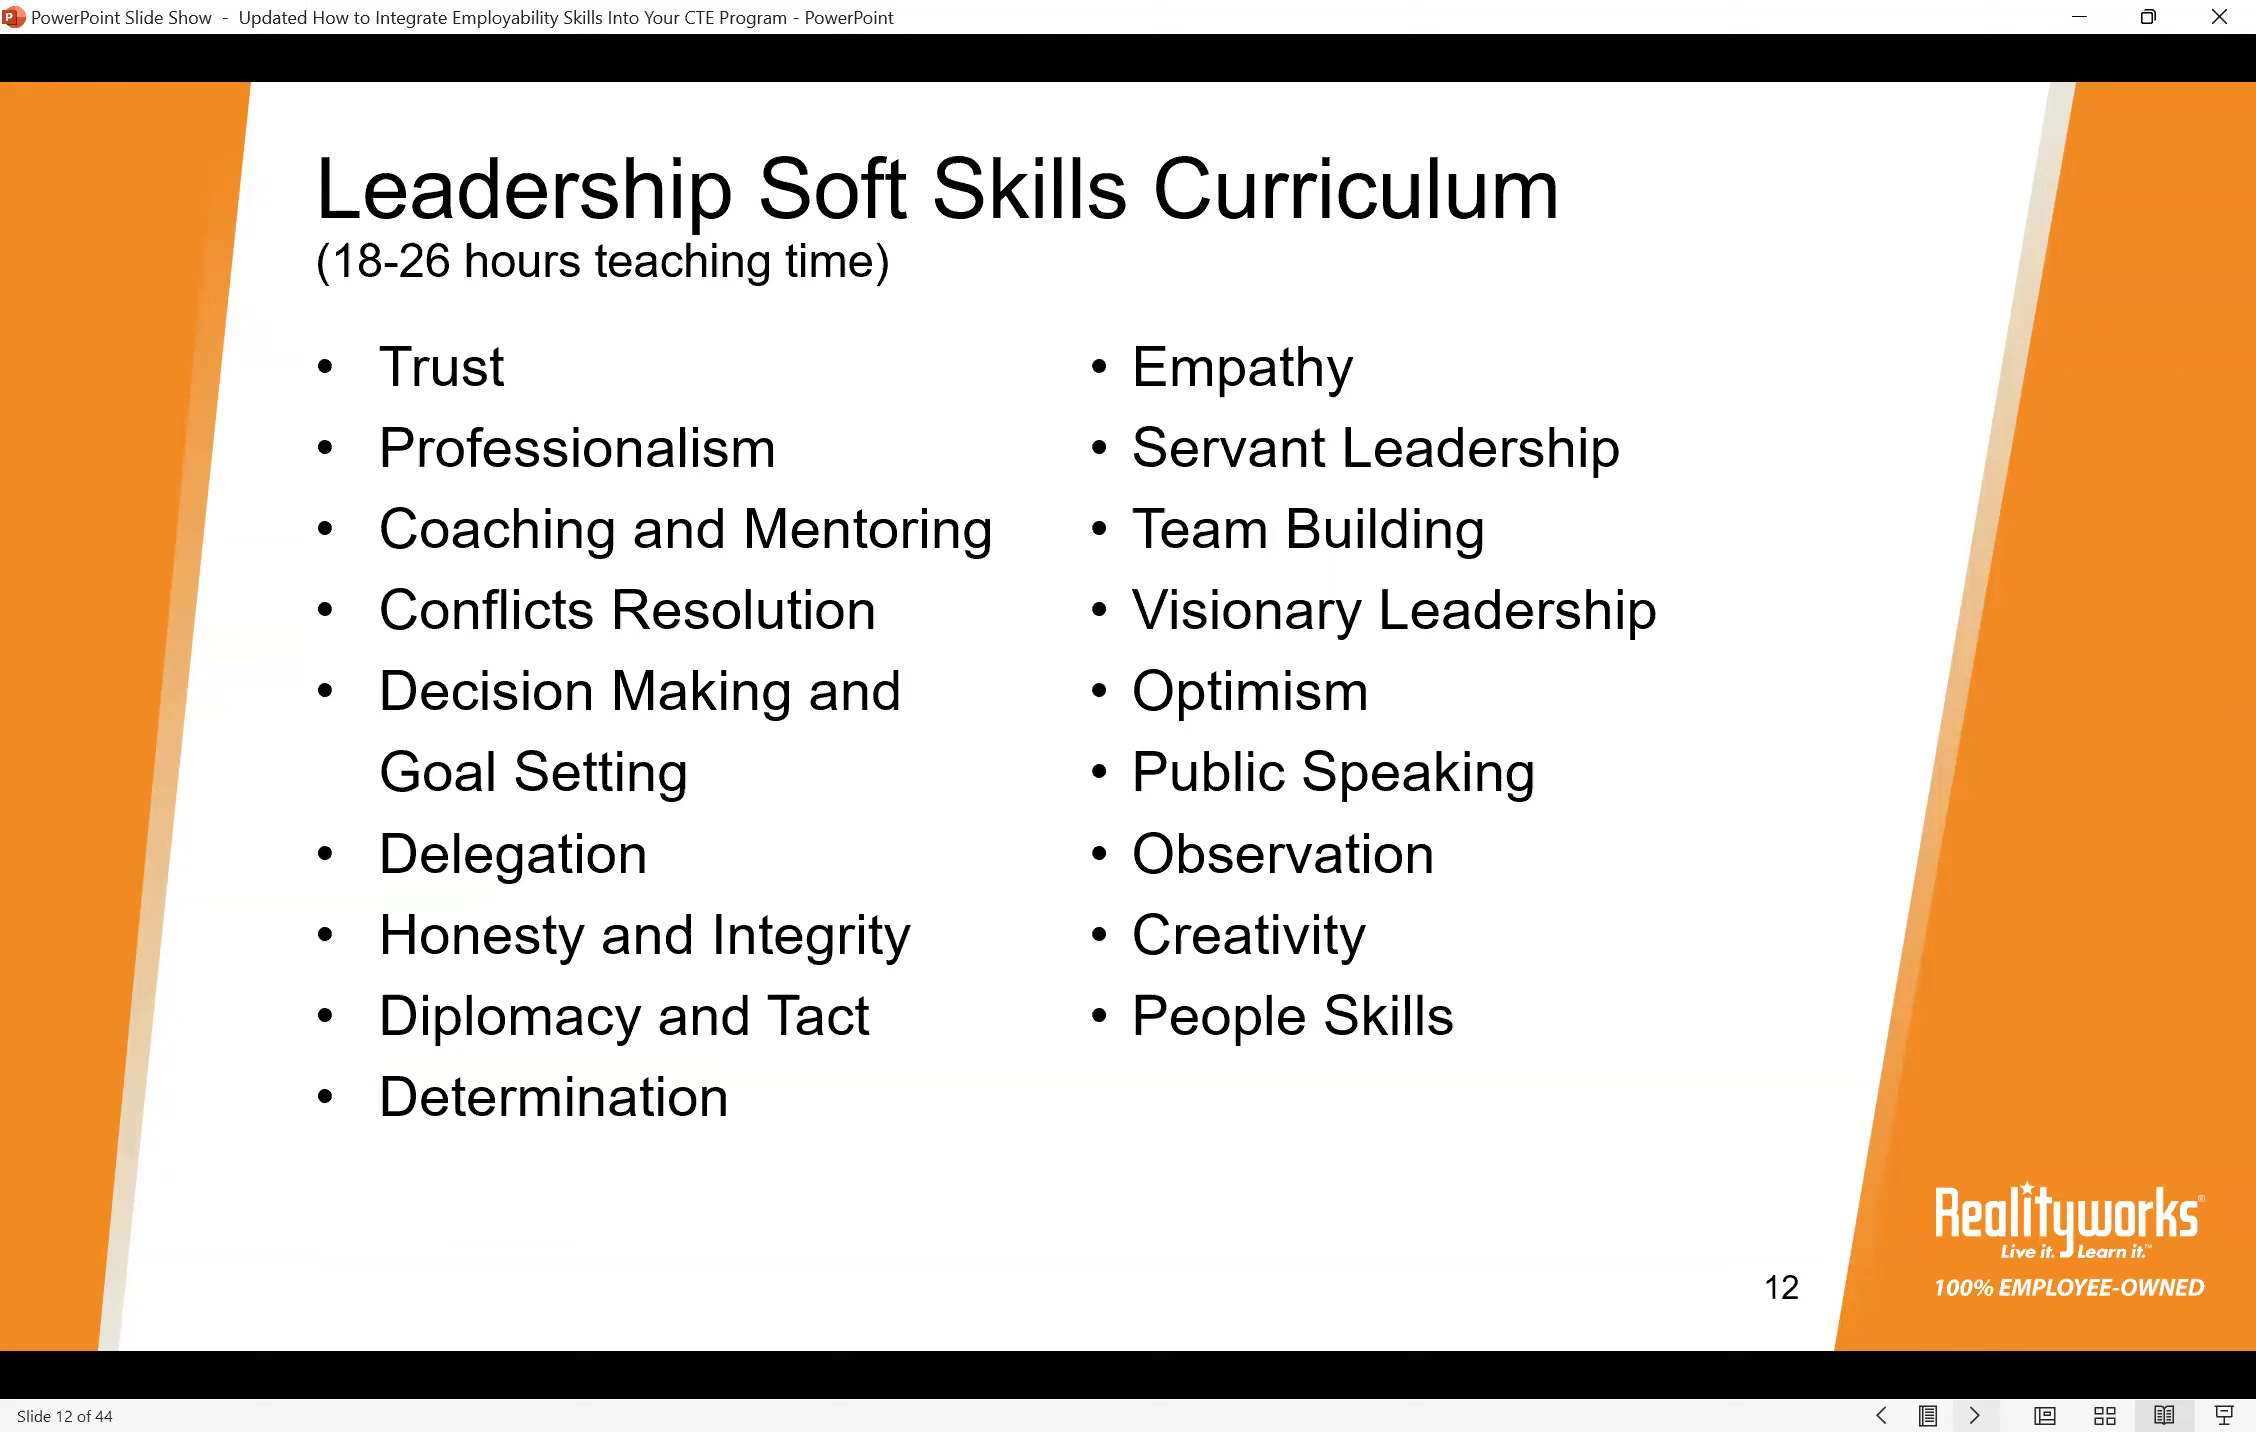 PowerPoint Slide Show - Updated How to Integrate Employability Skills Into Your CTE Program - PowerPoint
Leadership Soft Skills Curriculum
(18-26 hours teaching time)
• Trust
• Professionalism
• Coaching and Mentoring
• Conflicts Resolution
• Decision Making and
Goal Setting
• Delegation
• Honesty and Integrity
• Diplomacy and Tact
• Determination
• Empathy
• Servant Leadership
• Team Building
• Visionary Leadership
• Optimism
• Public Speaking
• Observation
• Creativity
• People Skills
Realityworks®
Live it. Learn it.™
100% EMPLOYEE-OWNED
12
Slide 12 of 44